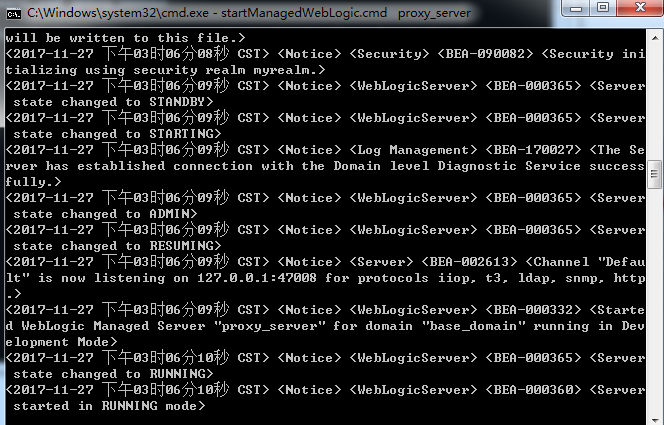 C:\Windows\system32\cmd.exe - startManagedWebLogic.cmd  proxy_server
will be written to this file.>
<2017-11-27 下午03时06分08秒 CST> <Notice> <Security> <BEA-090082> <Security ini
tializing using security realm myrealm.>
<2017-11-27 下午03时06分09秒 CST> <Notice> <WebLogicServer> <BEA-000365> <Server
 state changed to STANDBY>
<2017-11-27 下午03时06分09秒 CST> <Notice> <WebLogicServer> <BEA-000365> <Server
 state changed to STARTING>
<2017-11-27 下午03时06分09秒 CST> <Notice> <Log Management> <BEA-170027> <The Se
rver has established connection with the Domain level Diagnostic Service success
fully.>
<2017-11-27 下午03时06分09秒 CST> <Notice> <WebLogicServer> <BEA-000365> <Server
 state changed to ADMIN>
<2017-11-27 下午03时06分09秒 CST> <Notice> <WebLogicServer> <BEA-000365> <Server
 state changed to RESUMING>
<2017-11-27 下午03时06分09秒 CST> <Notice> <Server> <BEA-002613> <Channel "Defau
lt" is now listening on 127.0.0.1:47008 for protocols iiop, t3, ldap, snmp, http
.>
<2017-11-27 下午03时06分09秒 CST> <Notice> <WebLogicServer> <BEA-000332> <Starte
d WebLogic Managed Server "proxy_server" for domain "base_domain" running in Dev
elopment Mode>
<2017-11-27 下午03时06分10秒 CST> <Notice> <WebLogicServer> <BEA-000365> <Server
 state changed to RUNNING>
<2017-11-27 下午03时06分10秒 CST> <Notice> <WebLogicServer> <BEA-000360> <Server
 started in RUNNING mode>